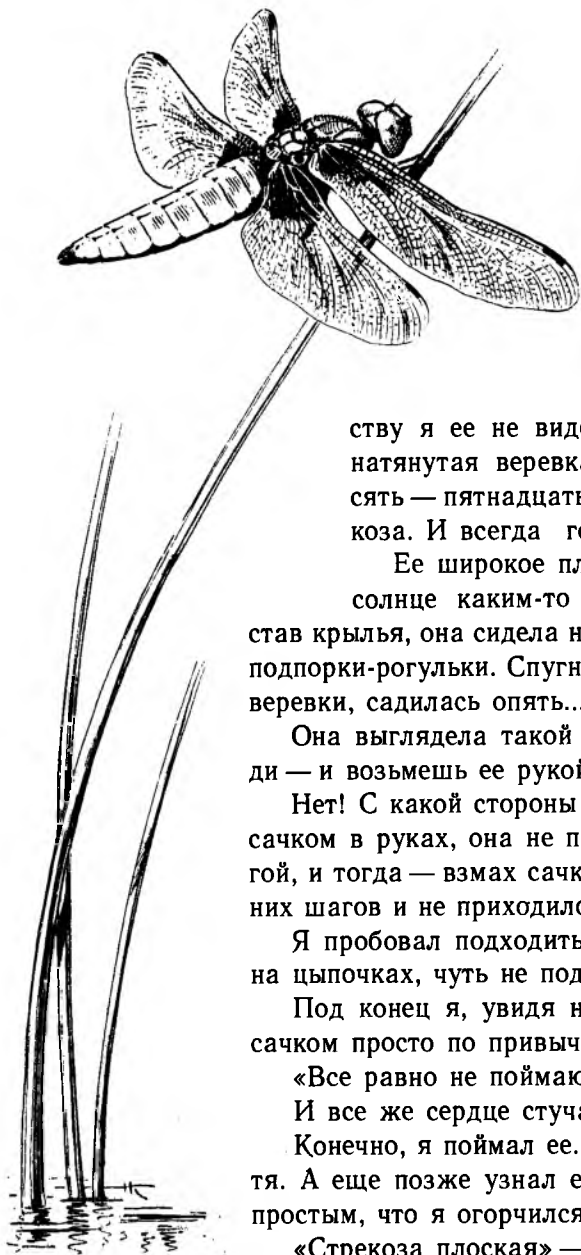 ству я ее не виде
натянутая веревка
сять — пятнадцать
коза. И всегда го
Ее широкое пл
солнце каким-то
став крылья, она сидела н
подпорки-рогульки. Спугн
веревки, садилась опять...
Она выглядела такой
ди — и возьмешь ее рукой
Нет! С какой стороны
сачком в руках, она не п
гой, и тогда — взмах сачк
них шагов и не приходилс
Я пробовал подходить
на цыпочках, чуть не под
Под конец я, увидя н
сачком просто по привыч
«Все равно не поймаю
И все же сердце стуча
Конечно, я поймал ее.
тя. А еще позже узнал е
простым, что я огорчился
«Стрекоза плоская» —